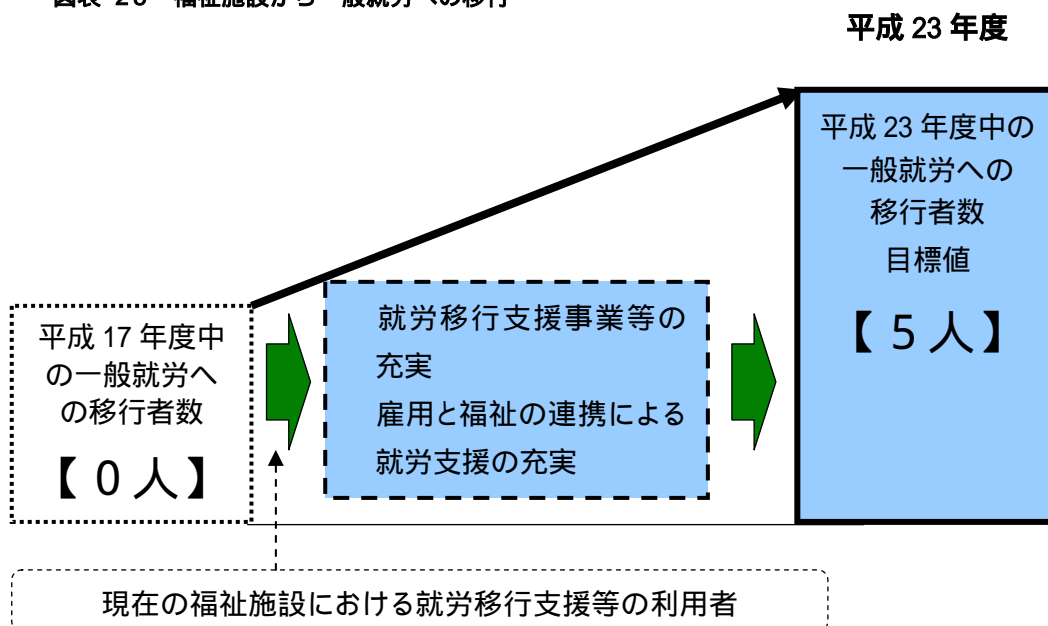 平成 23 年度
平成 23 年度中の
一般就労への
移行者数
目標値
【 5 人 】
平成 17 年度中
の一般就労へ
の移行者数
【 0 人 】
就労移行支援事業等の
充実
雇用と福祉の連携による
就労支援の充実
現在の福祉施設における就労移行支援等の利用者